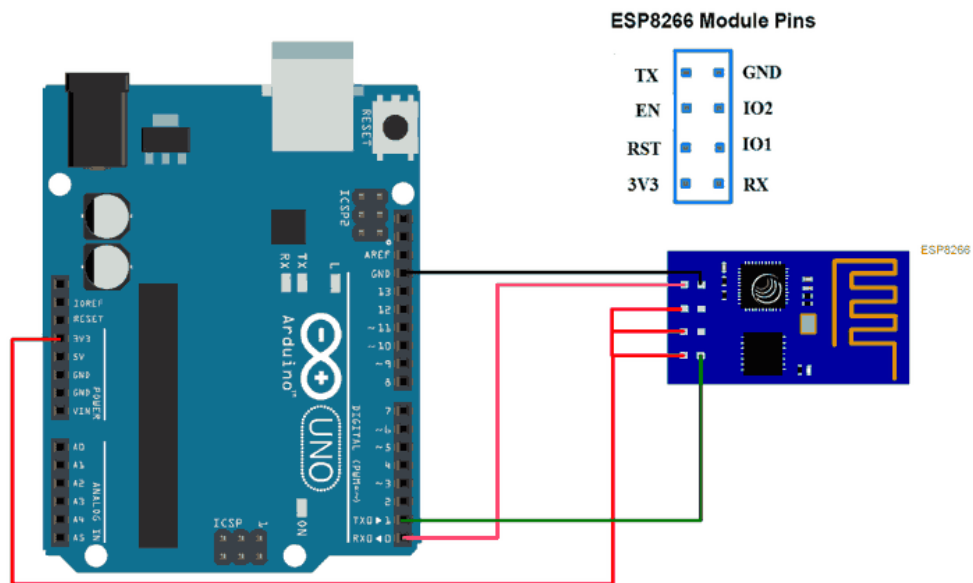 ESP8266 Module Pins
TX GND
EN IO2
RST IO1
3V3 RX
ESP8266
RESET
ICSP2
AREF
GND
13
12
~11
~10
~9
8
7
~6
~5
4
~3
2
TX0▶1
RX0◀0
RX
TX
L
Arduino™
UNO
DIGITAL (PWM=~)
IOREF
RESET
3V3
5V
GND
GND
VIN
POWER
A0
A1
A2
A3
A4
A5
ANALOG IN
ICSP
1
ON